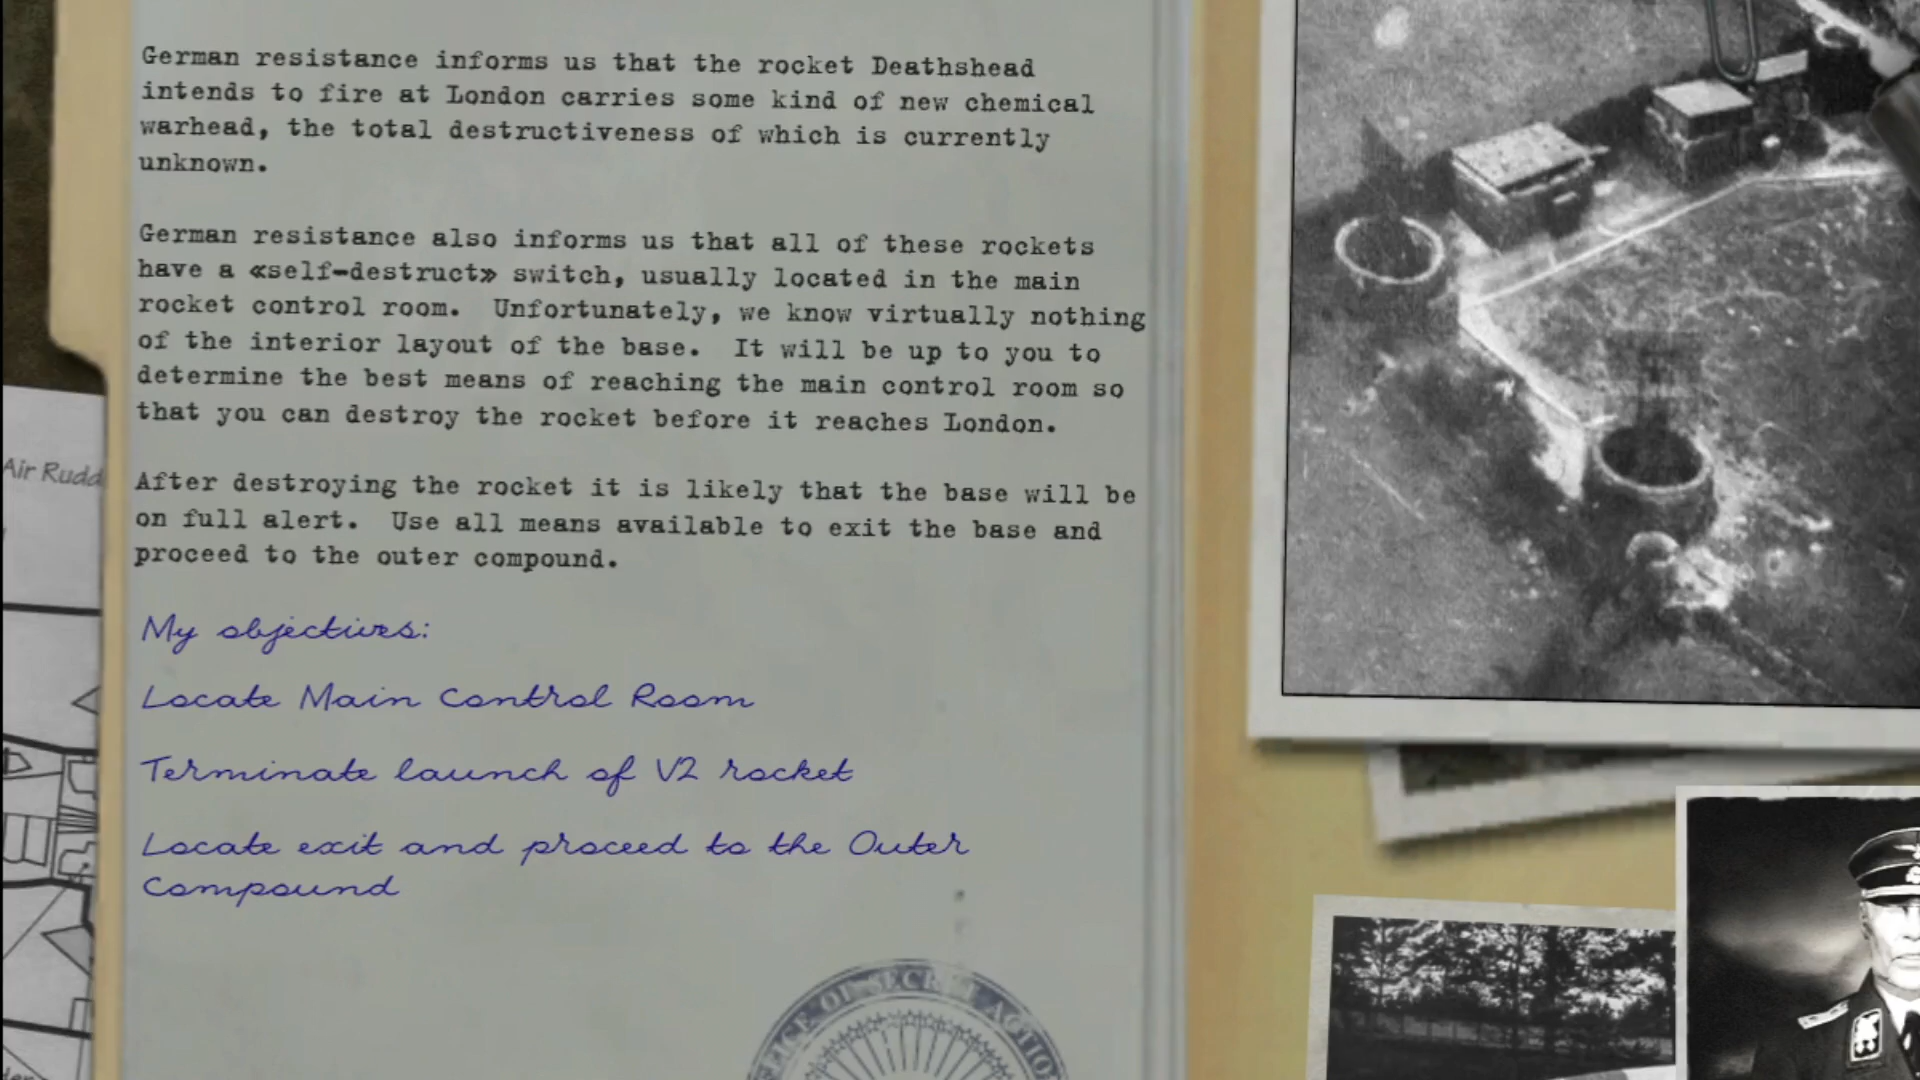 German resistance informs us that the rocket Deathshead
intends to fire at London carries some kind of new chemical
warhead, the total destructiveness of which is currently
unknown.
German resistance also informs us that all of these rockets
have a «self-destruct» switch, usually located in the main
rocket control room. Unfortunately, we know virtually nothing
of the interior layout of the base. It will be up to you to
determine the best means of reaching the main control room so
that you can destroy the rocket before it reaches London.
After destroying the rocket it is likely that the base will be
on full alert. Use all means available to exit the base and
proceed to the outer compound.
My objectives:
Locate Main Control Room
Terminate launch of V2 rocket
Locate exit and proceed to the Outer
Compound
Air Rudd
OFFICE OF SECRET ACTIO